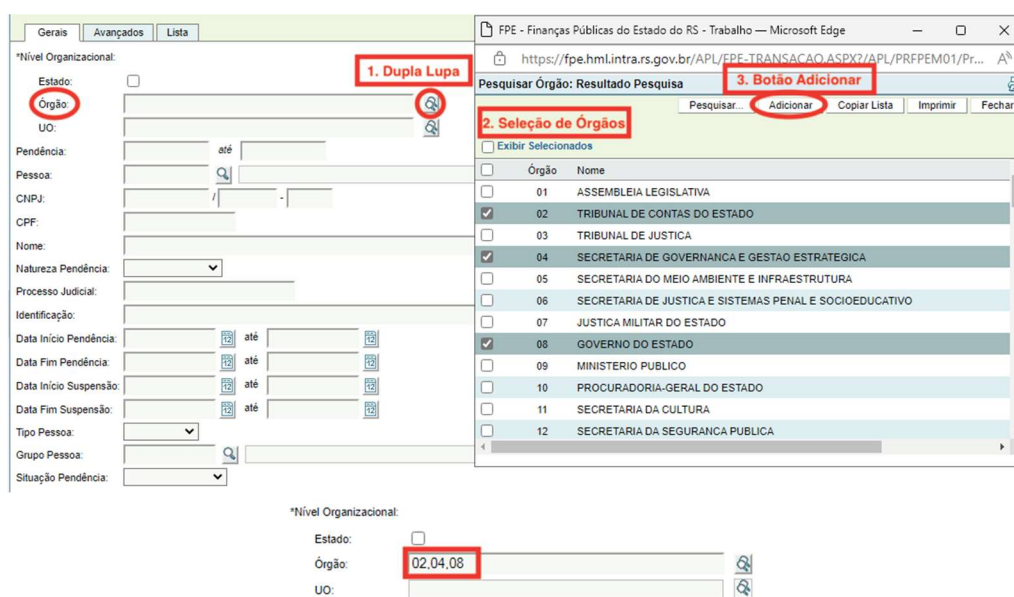 Gerais Avançados Lista
*Nível Organizacional:
1. Dupla Lupa
Estado:
Órgão:
UO:
Pendência: até
Pessoa:
CNPJ: / -
CPF:
Nome:
Natureza Pendência:
Processo Judicial:
Identificação:
Data Início Pendência: 12 até 12
Data Fim Pendência: 12 até 12
Data Início Suspensão: 12 até 12
Data Fim Suspensão: 12 até 12
Tipo Pessoa:
Grupo Pessoa:
Situação Pendência:
FPE - Finanças Públicas do Estado do RS - Trabalho — Microsoft Edge
https://fpe.hml.intra.rs.gov.br/APL/FPE-TRANSACAO.ASPX?/APL/PRFPEM01/Pr...
Pesquisar Órgão: Resultado Pesquisa
3. Botão Adicionar
Pesquisar... Adicionar Copiar Lista Imprimir Fechar
2. Seleção de Órgãos
Exibir Selecionados
Órgão Nome
01 ASSEMBLEIA LEGISLATIVA
02 TRIBUNAL DE CONTAS DO ESTADO
03 TRIBUNAL DE JUSTICA
04 SECRETARIA DE GOVERNANCA E GESTAO ESTRATEGICA
05 SECRETARIA DO MEIO AMBIENTE E INFRAESTRUTURA
06 SECRETARIA DE JUSTICA E SISTEMAS PENAL E SOCIOEDUCATIVO
07 JUSTICA MILITAR DO ESTADO
08 GOVERNO DO ESTADO
09 MINISTERIO PUBLICO
10 PROCURADORIA-GERAL DO ESTADO
11 SECRETARIA DA CULTURA
12 SECRETARIA DA SEGURANCA PUBLICA
*Nível Organizacional:
Estado:
Órgão: 02,04,08
UO: